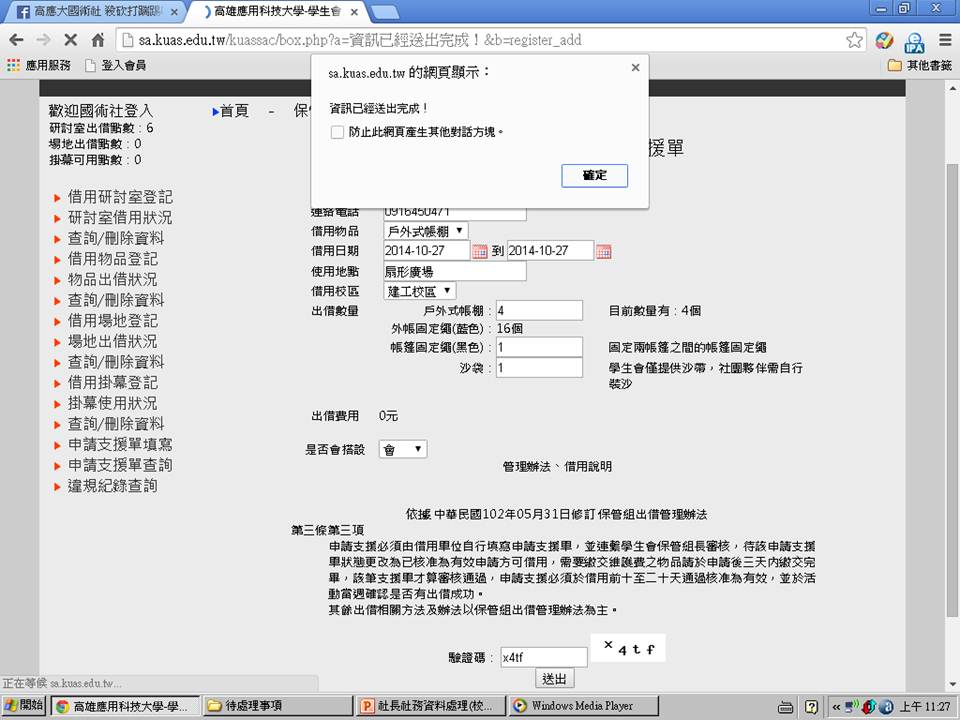 高應大國術社 殺砍打踹踢
高雄應用科技大學-學生會
sa.kuas.edu.tw/kuassac/box.php?a=資訊已經送出完成！&b=register_add
應用服務
登入會員
其他書籤
sa.kuas.edu.tw 的網頁顯示：
資訊已經送出完成！
防止此網頁產生其他對話方塊。
確定
歡迎國術社登入
研討室出借點數：6
場地出借點數：0
掛幕可用點數：0
首頁 - 保
援單
借用研討室登記
研討室借用狀況
查詢/刪除資料
借用物品登記
物品出借狀況
查詢/刪除資料
借用場地登記
場地出借狀況
查詢/刪除資料
借用掛幕登記
掛幕使用狀況
查詢/刪除資料
申請支援單填寫
申請支援單查詢
違規紀錄查詢
連絡電話 0916450471
借用物品 戶外式帳棚
借用日期 2014-10-27 到 2014-10-27
使用地點 扇形廣場
借用校區 建工校區
出借數量 戶外式帳棚：4 目前數量有：4個
外帳固定繩(藍色)：16個
帳篷固定繩(黑色)：1 固定兩帳篷之間的帳篷固定繩
沙袋：1 學生會僅提供沙帶，社團夥伴需自行
裝沙
出借費用 0元
是否會搭設 會
管理辦法、借用說明
依據 中華民國102年05月31日修訂 保管組出借管理辦法
第三條第三項
申請支援必須由借用單位自行填寫申請支援單，並連繫學生會保管組長審核，待該申請支援
單狀態更改為已核准為有效申請方可借用，需要繳交維護費之物品請於申請後三天內繳交完
畢，該筆支援單才算審核通過，申請支援必須於借用前十至二十天通過核准為有效，並於活
動當週確認是否有出借成功。
其餘出借相關方法及辦法以保管組出借管理辦法為主。
驗證碼：x4tf
x4tf
送出
正在等候 sa.kuas.edu.tw...
開始
高雄應用科技大學-學...
待處理事項
社長社務資料處理(校...
Windows Media Player
上午 11:27